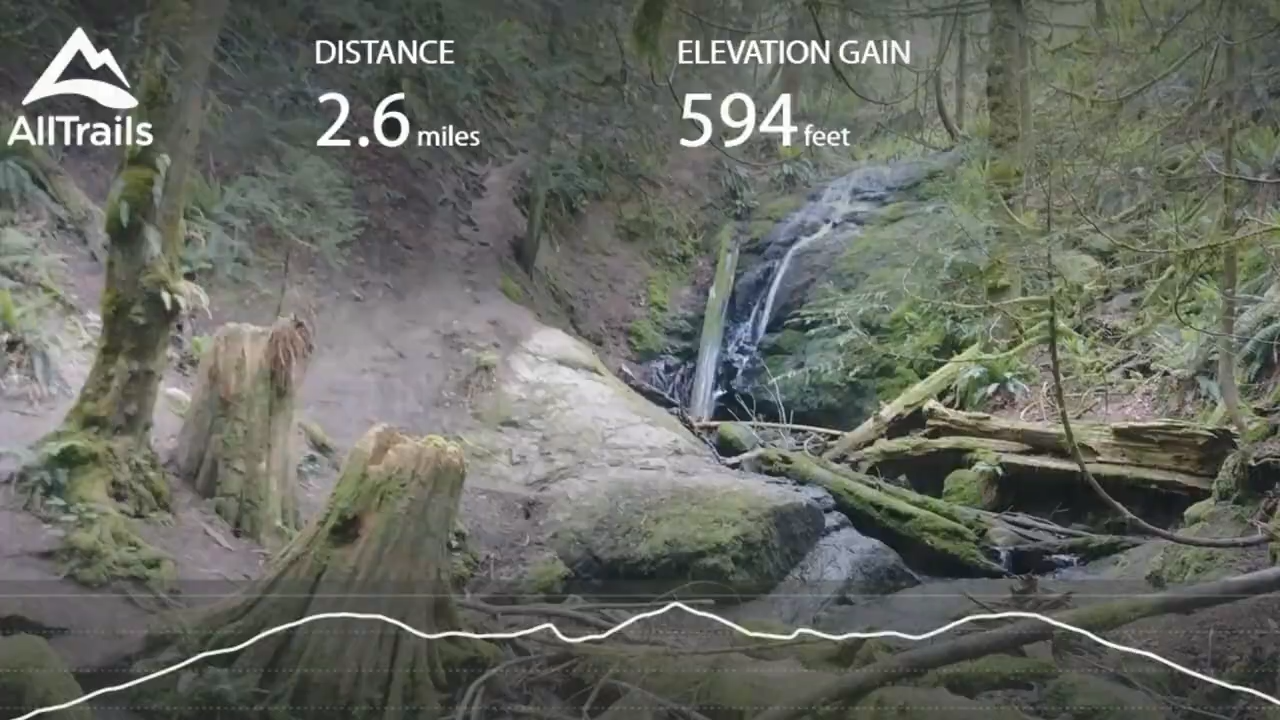 AllTrails
DISTANCE
2.6 miles
ELEVATION GAIN
594 feet